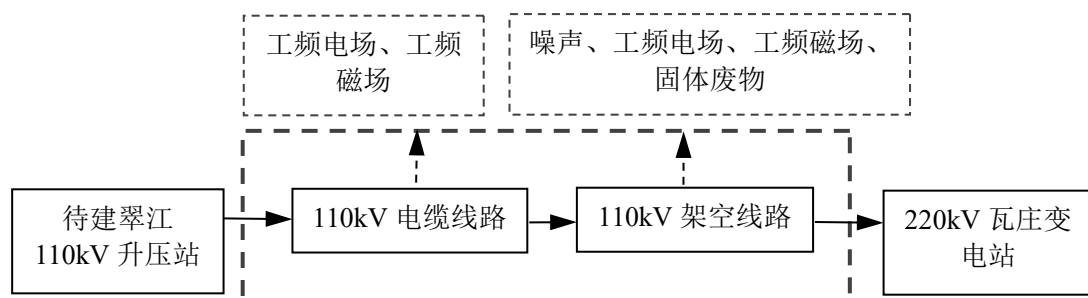 工频电场、工频
磁场
噪声、工频电场、工频磁场、
固体废物
待建翠江
110kV 升压站
110kV 电缆线路
110kV 架空线路
220kV 瓦庄变
电站